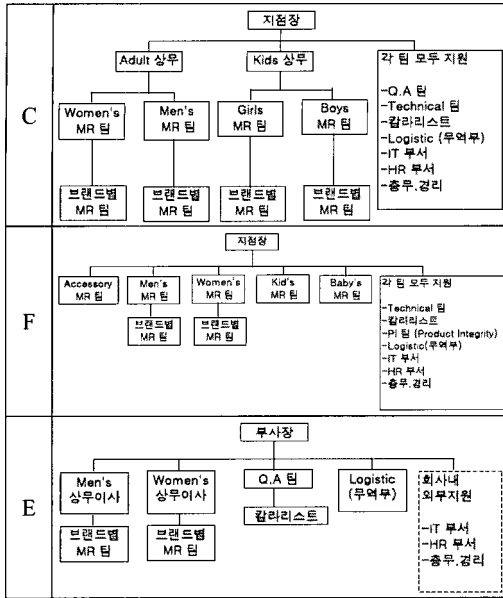 C
지점장
Adult 상무
Kids 상무
Women's
MR 팀
Men's
MR 팀
Girls
MR 팀
Boys
MR 팀
브랜드별
MR 팀
브랜드별
MR 팀
브랜드별
MR 팀
브랜드별
MR 팀
각 팀 모두 지원
-Q.A 팀
-Technical 팀
-칼라리스트
-Logistic (무역부)
-IT 부서
-HR 부서
-총무,경리
F
지점장
Accessory
MR 팀
Men's
MR 팀
Women's
MR 팀
Kid's
MR 팀
Baby's
MR 팀
브랜드별
MR 팀
브랜드별
MR 팀
각 팀 모두 지원
-Technical 팀
-칼라리스트
-PI 팀 (Product Integrity)
-Logistic(무역부)
-IT 부서
-HR 부서
-총무,경리
E
부사장
Men's
상무이사
Women's
상무이사
Q.A 팀
Logistic
(무역부)
브랜드별
MR 팀
브랜드별
MR 팀
칼라리스트
회사내
외부지원
-IT 부서
-HR 부서
-총무,경리